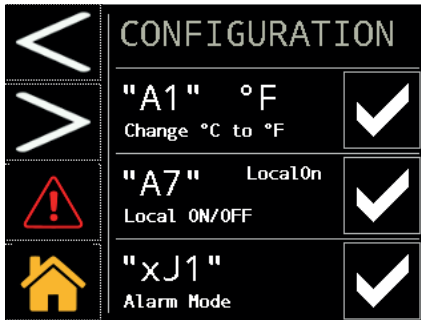 CONFIGURATION
"A1" °F
Change °C to °F
"A7" LocalOn
Local ON/OFF
"xJ1"
Alarm Mode